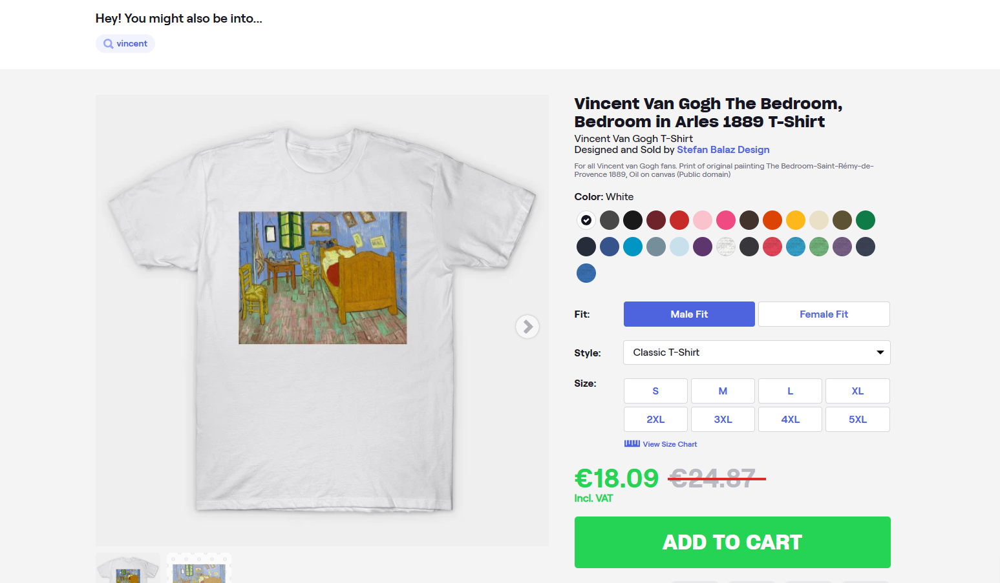 Hey! You might also be into...
vincent
Vincent Van Gogh The Bedroom,
Bedroom in Arles 1889 T-Shirt
Vincent Van Gogh T-Shirt
Designed and Sold by Stefan Balaz Design
For all Vincent van Gogh fans. Print of original paiinting The Bedroom-Saint-Rémy-de-
Provence 1889, Oil on canvas (Public domain)
Color: White
Fit: Male Fit Female Fit
Style: Classic T-Shirt
Size: S M L XL
2XL 3XL 4XL 5XL
View Size Chart
€18.09 €24.87
Incl. VAT
ADD TO CART